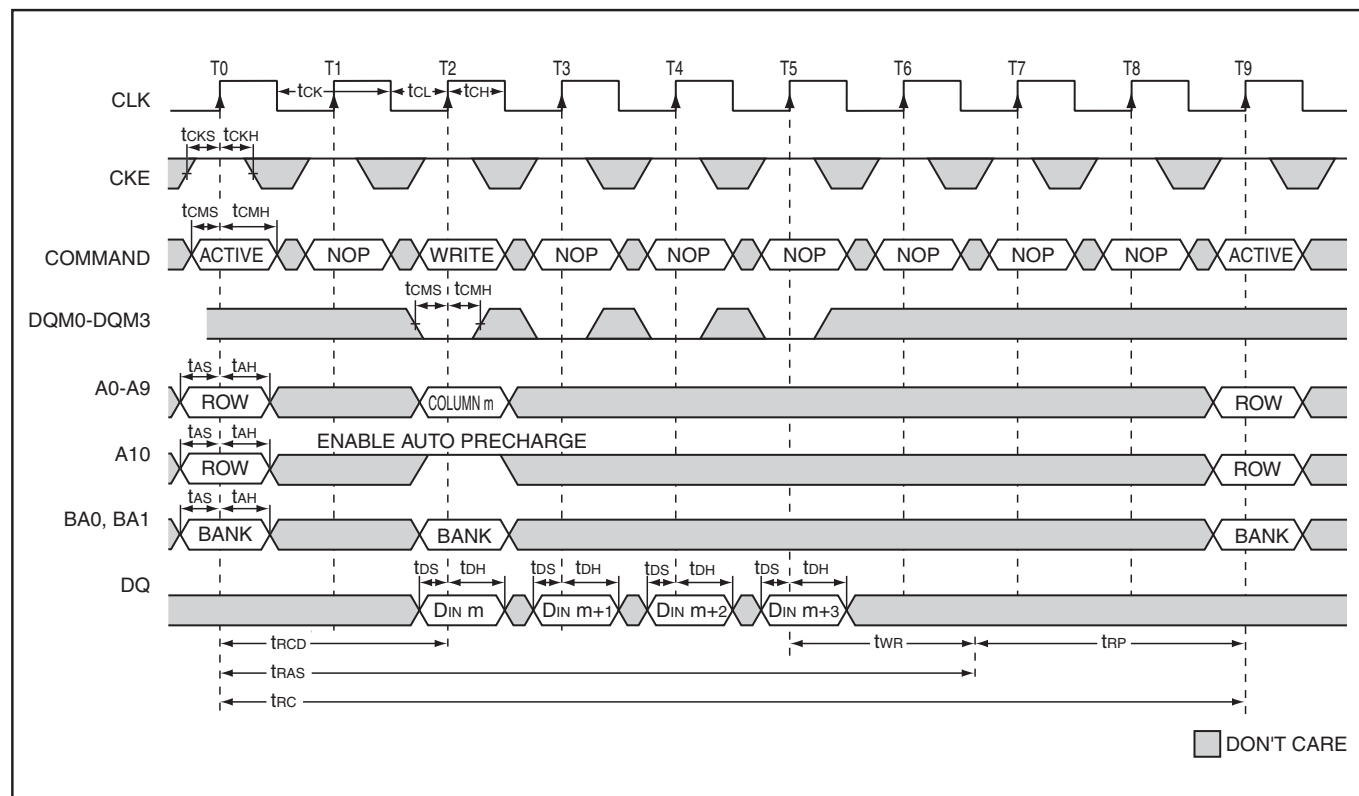 T0 T1 T2 T3 T4 T5 T6 T7 T8 T9
CLK tCK tCL tCH
tCKS tCKH
CKE
tCMS tCMH
COMMAND ACTIVE NOP WRITE NOP NOP NOP NOP NOP NOP ACTIVE
tCMS tCMH
DQM0-DQM3
tAS tAH
A0-A9 ROW COLUMN m ROW
tAS tAH ENABLE AUTO PRECHARGE
A10 ROW ROW
tAS tAH
BA0, BA1 BANK BANK BANK
tDS tDH tDS tDH tDS tDH tDS tDH
DQ DIN m DIN m+1 DIN m+2 DIN m+3
tRCD tWR tRP
tRAS
tRC
DON'T CARE